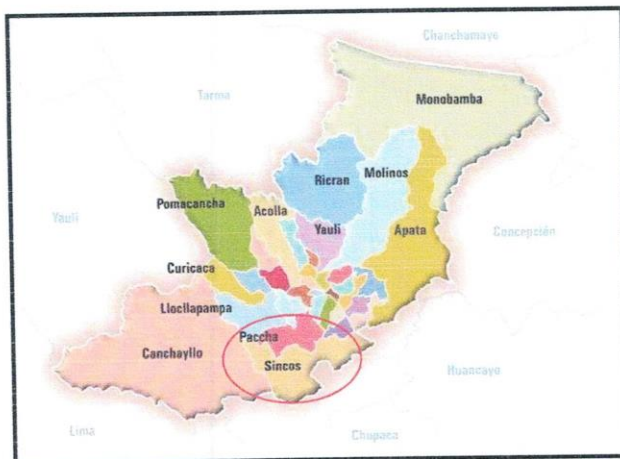 Chanchamayo
Tarma
Monobamba
Ricran
Molinos
Pomacancha
Acolla
Yauli
Yauli
Apata
Concepción
Curicaca
Llocllapampa
Paccha
Canchayllo
Sincos
Huancayo
Lima
Chupaca